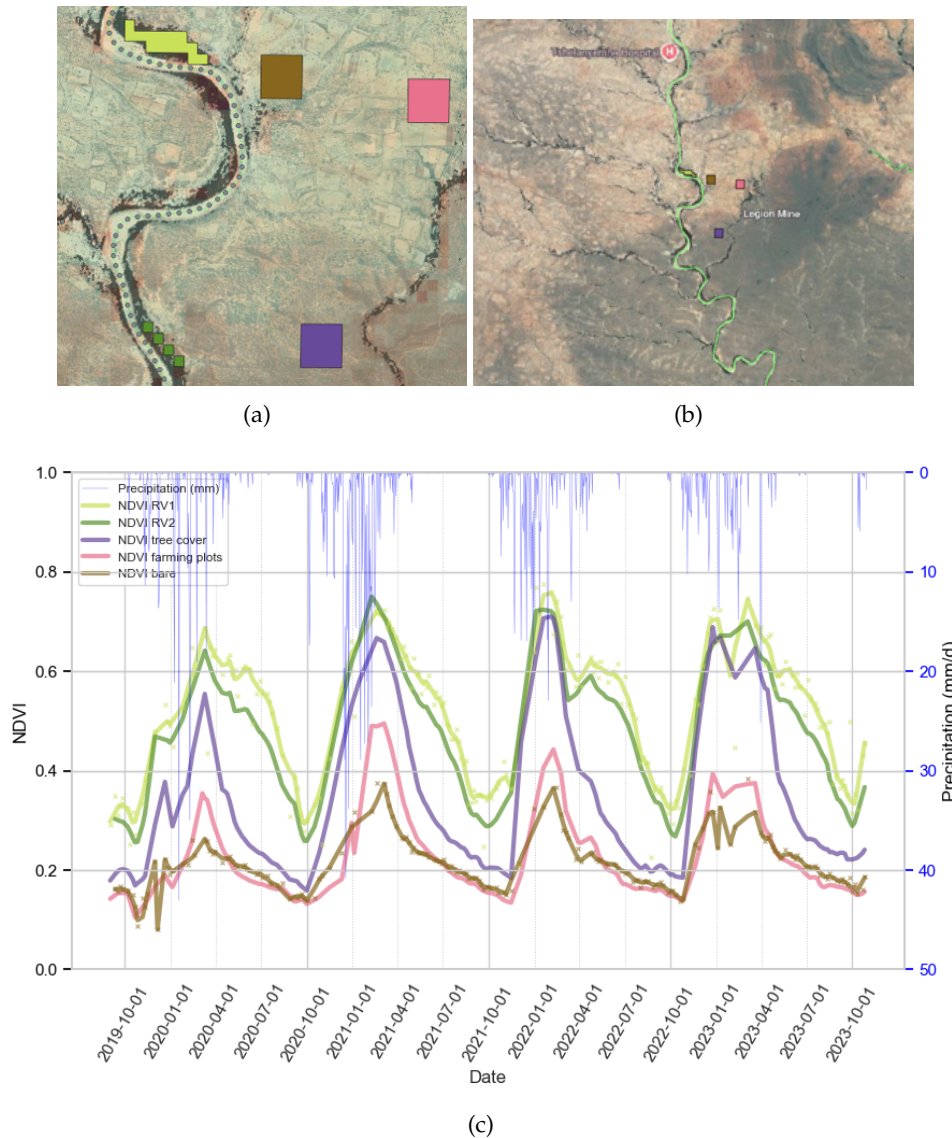 Tshelanyemba Hospital
H
Legion Mine
(a)
(b)
1.0
0.8
0.6
0.4
0.2
0.0
NDVI
Precipitation (mm)
NDVI RV1
NDVI RV2
NDVI tree cover
NDVI farming plots
NDVI bare
0
10
20
30
40
50
Precipitation (mm/d)
2019-10-01
2020-01-01
2020-04-01
2020-07-01
2020-10-01
2021-01-01
2021-04-01
2021-07-01
2021-10-01
2022-01-01
2022-04-01
2022-07-01
2022-10-01
2023-01-01
2023-04-01
2023-07-01
2023-10-01
Date
(c)